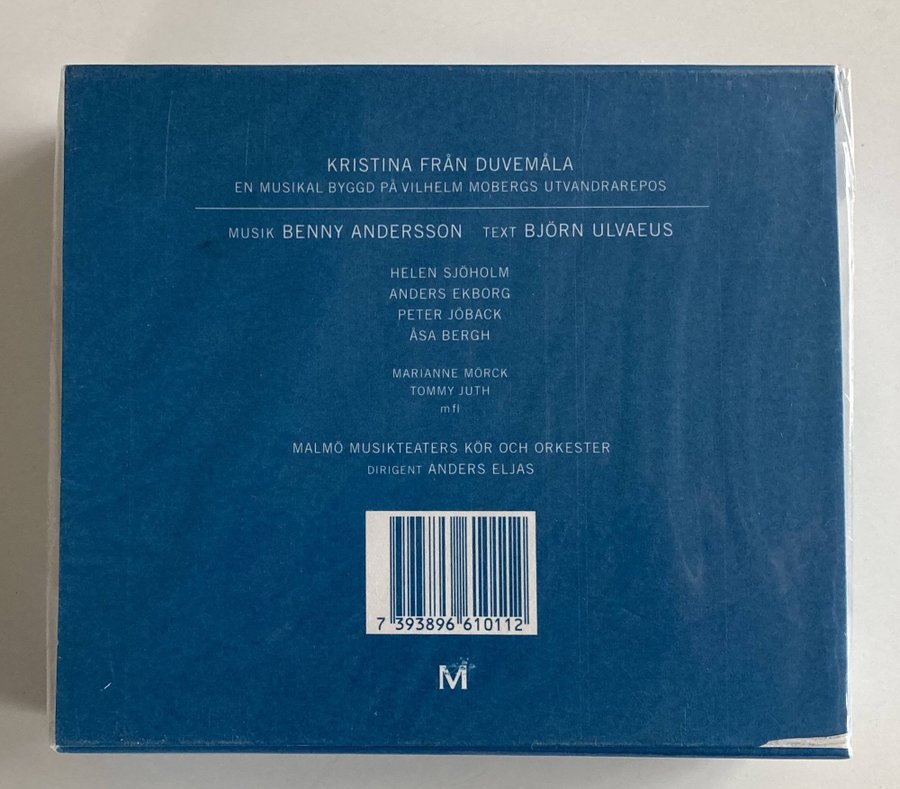 KRISTINA FRÅN DUVEMÅLA
EN MUSIKAL BYGGD PÅ VILHELM MOBERGS UTVANDRAREPOS
MUSIK BENNY ANDERSSON TEXT BJÖRN ULVAEUS
HELEN SJÖHOLM
ANDERS EKBORG
PETER JÖBACK
ÅSA BERGH
MARIANNE MÖRCK
TOMMY JUTH
mfl
MALMÖ MUSIKTEATERS KÖR OCH ORKESTER
DIRIGENT ANDERS ELJAS
7 393896 610112
M